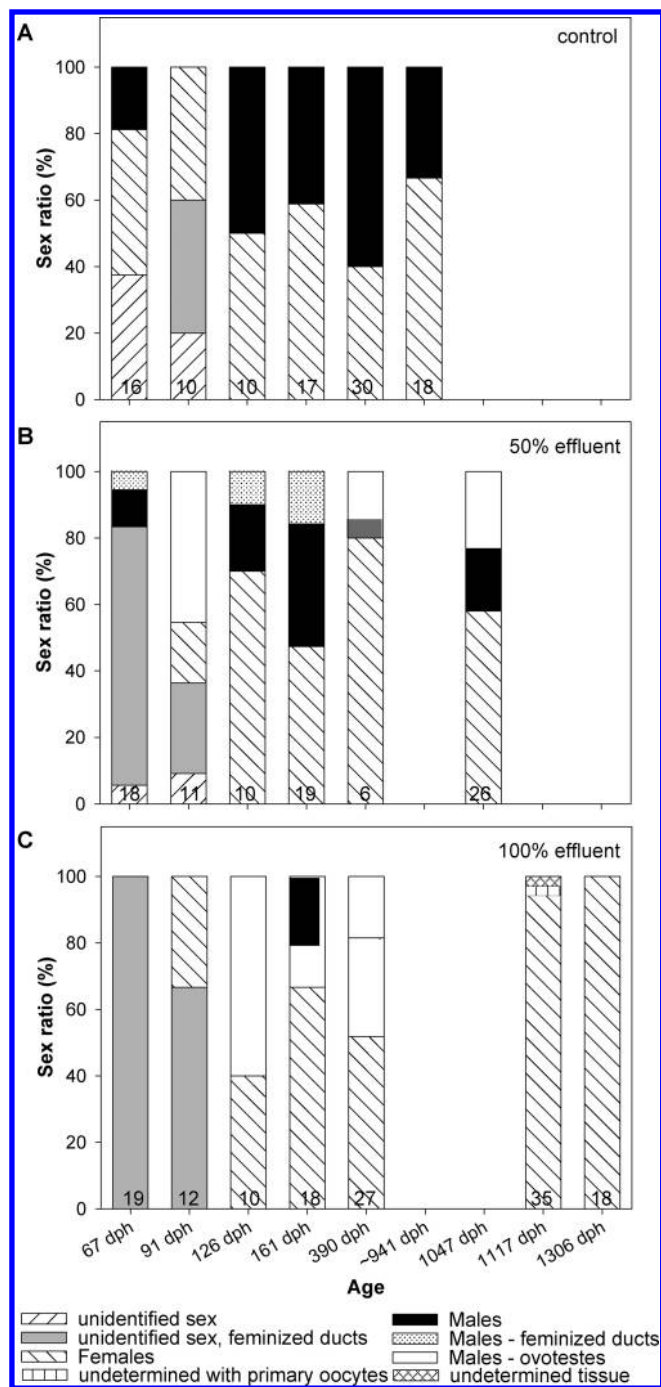 A
control
Sex ratio (%)
100
80
60
40
20
0
16 10 10 17 30 18
B
50% effluent
Sex ratio (%)
100
80
60
40
20
0
18 11 10 19 6 26
C
100% effluent
Sex ratio (%)
100
80
60
40
20
0
19 12 10 18 27 35 18
67 dph 91 dph 126 dph 161 dph 390 dph ~941 dph 1047 dph 1117 dph 1306 dph
Age
unidentified sex
unidentified sex, feminized ducts
Females
undetermined with primary oocytes
Males
Males - feminized ducts
Males - ovotestes
undetermined tissue